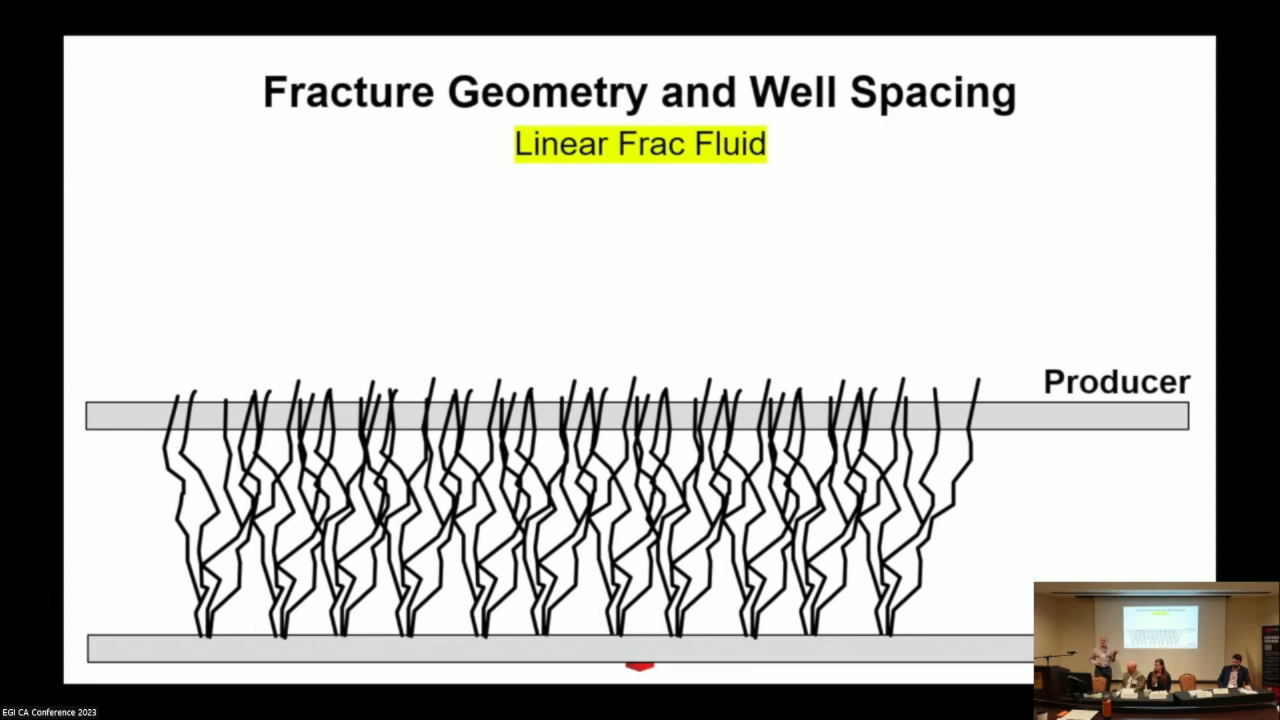 Fracture Geometry and Well Spacing
Linear Frac Fluid
Producer
EGI CA Conference 2023